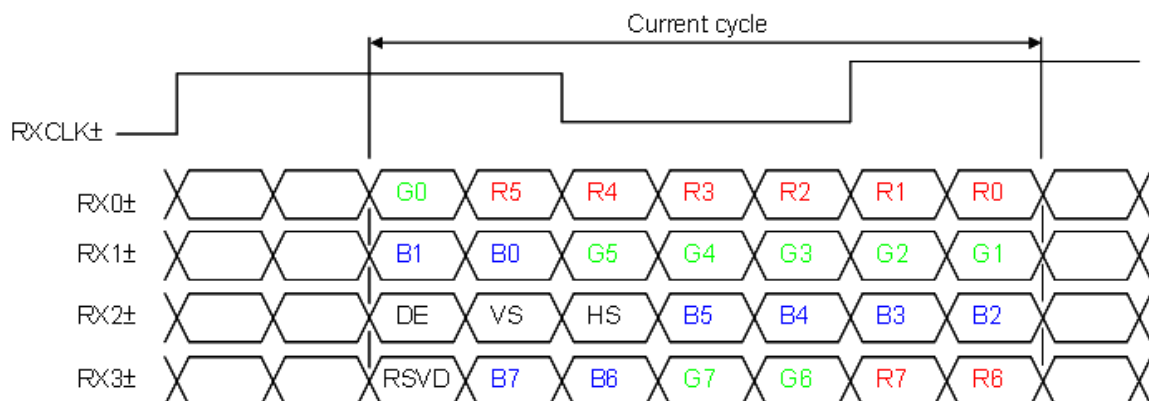 Current cycle
RXCLK±
RX0± G0 R5 R4 R3 R2 R1 R0
RX1± B1 B0 G5 G4 G3 G2 G1
RX2± DE VS HS B5 B4 B3 B2
RX3± RSVD B7 B6 G7 G6 R7 R6